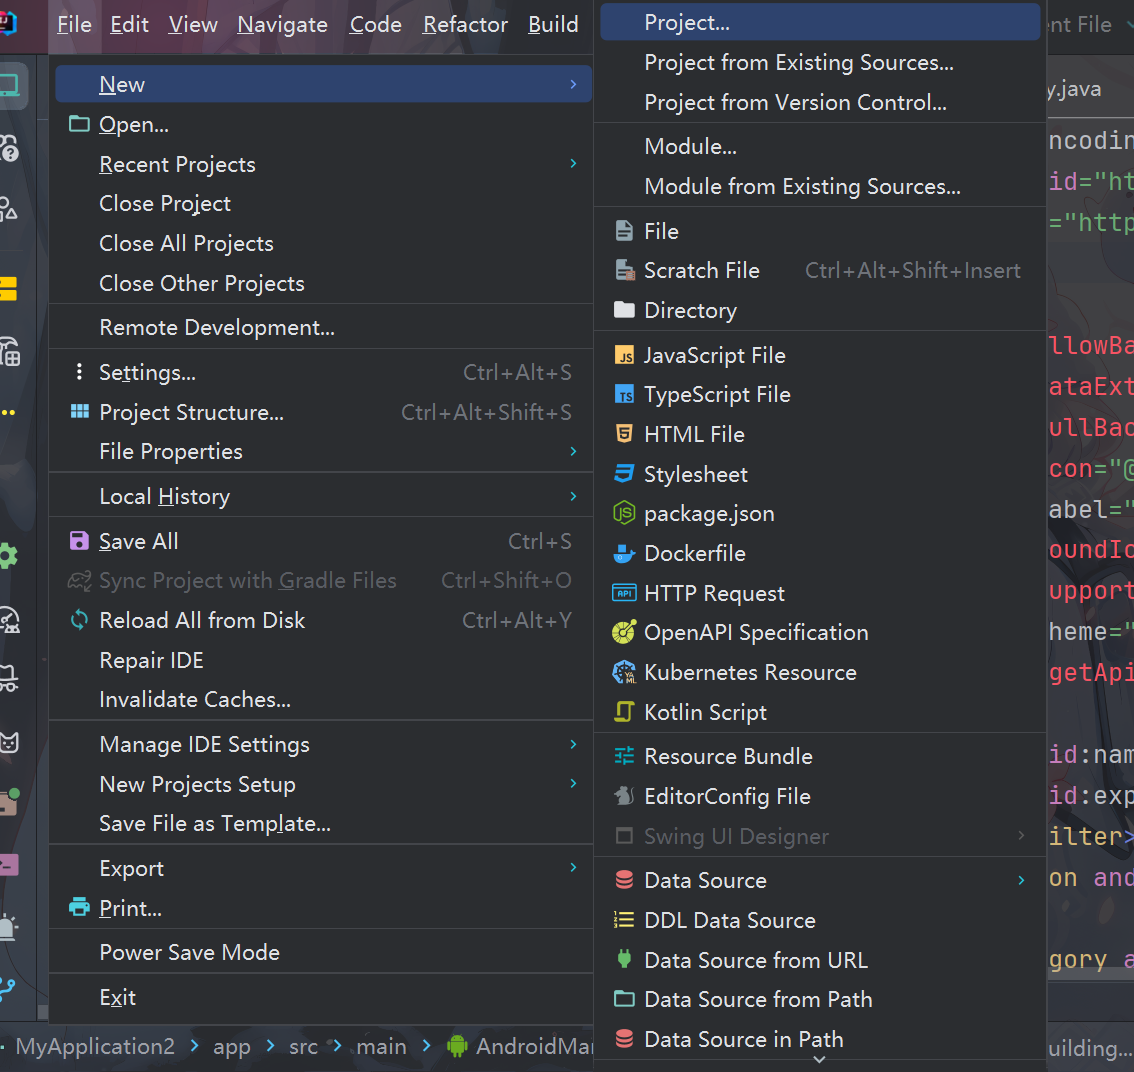 File Edit View Navigate Code Refactor Build
New
Open...
Recent Projects
Close Project
Close All Projects
Close Other Projects
Remote Development...
Settings... Ctrl+Alt+S
Project Structure... Ctrl+Alt+Shift+S
File Properties
Local History
Save All Ctrl+S
Sync Project with Gradle Files Ctrl+Shift+O
Reload All from Disk Ctrl+Alt+Y
Repair IDE
Invalidate Caches...
Manage IDE Settings
New Projects Setup
Save File as Template...
Export
Print...
Power Save Mode
Exit
Project...
Project from Existing Sources...
Project from Version Control...
Module...
Module from Existing Sources...
File
Scratch File Ctrl+Alt+Shift+Insert
Directory
JS JavaScript File
TS TypeScript File
HTML File
Stylesheet
package.json
Dockerfile
API HTTP Request
OpenAPI Specification
Kubernetes Resource
Kotlin Script
Resource Bundle
EditorConfig File
Swing UI Designer
Data Source
DDL Data Source
Data Source from URL
Data Source from Path
Data Source in Path
ent File
y.java
ncodin
id="ht
="http
llowBa
ataExt
ullBac
con="@
abel="
oundIc
upport
heme="
getApi
id:nam
id:exp
ilter>
on and
gory a
MyApplication2 > app > src > main > AndroidMa
uilding...